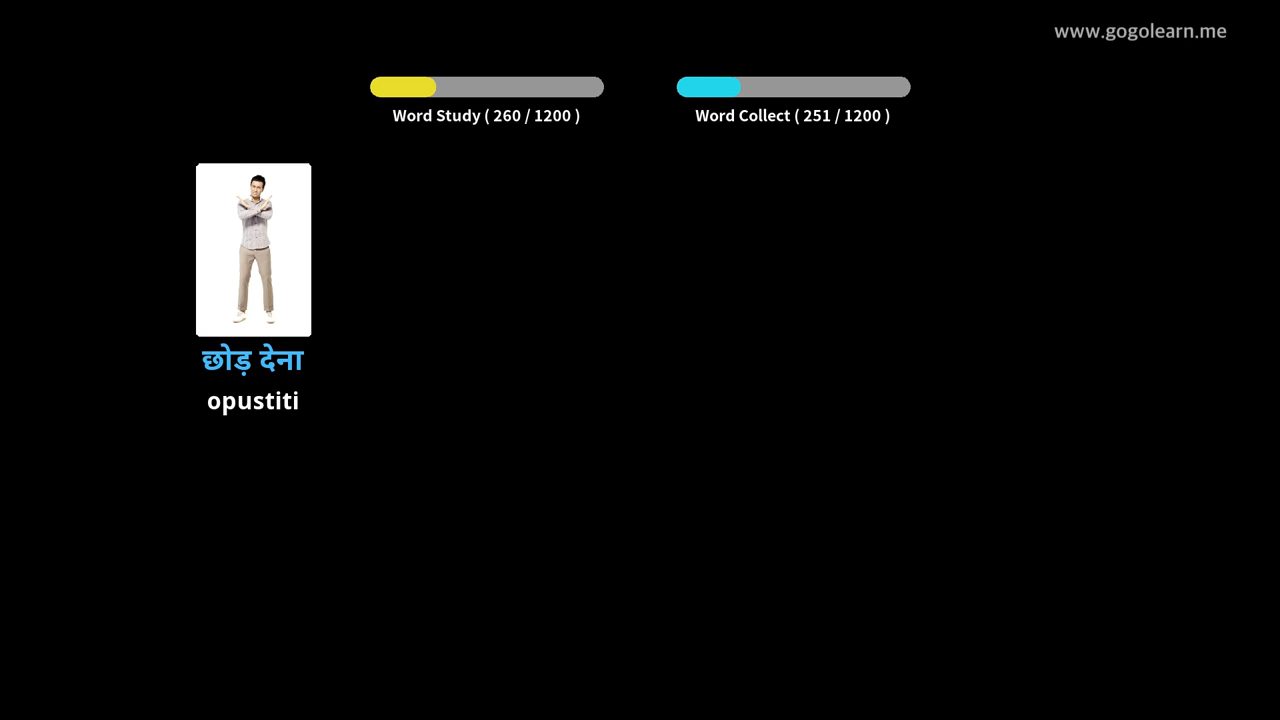 www.gogolearn.me
Word Study ( 260 / 1200 )
Word Collect ( 251 / 1200 )
छोड़ देना
opustiti